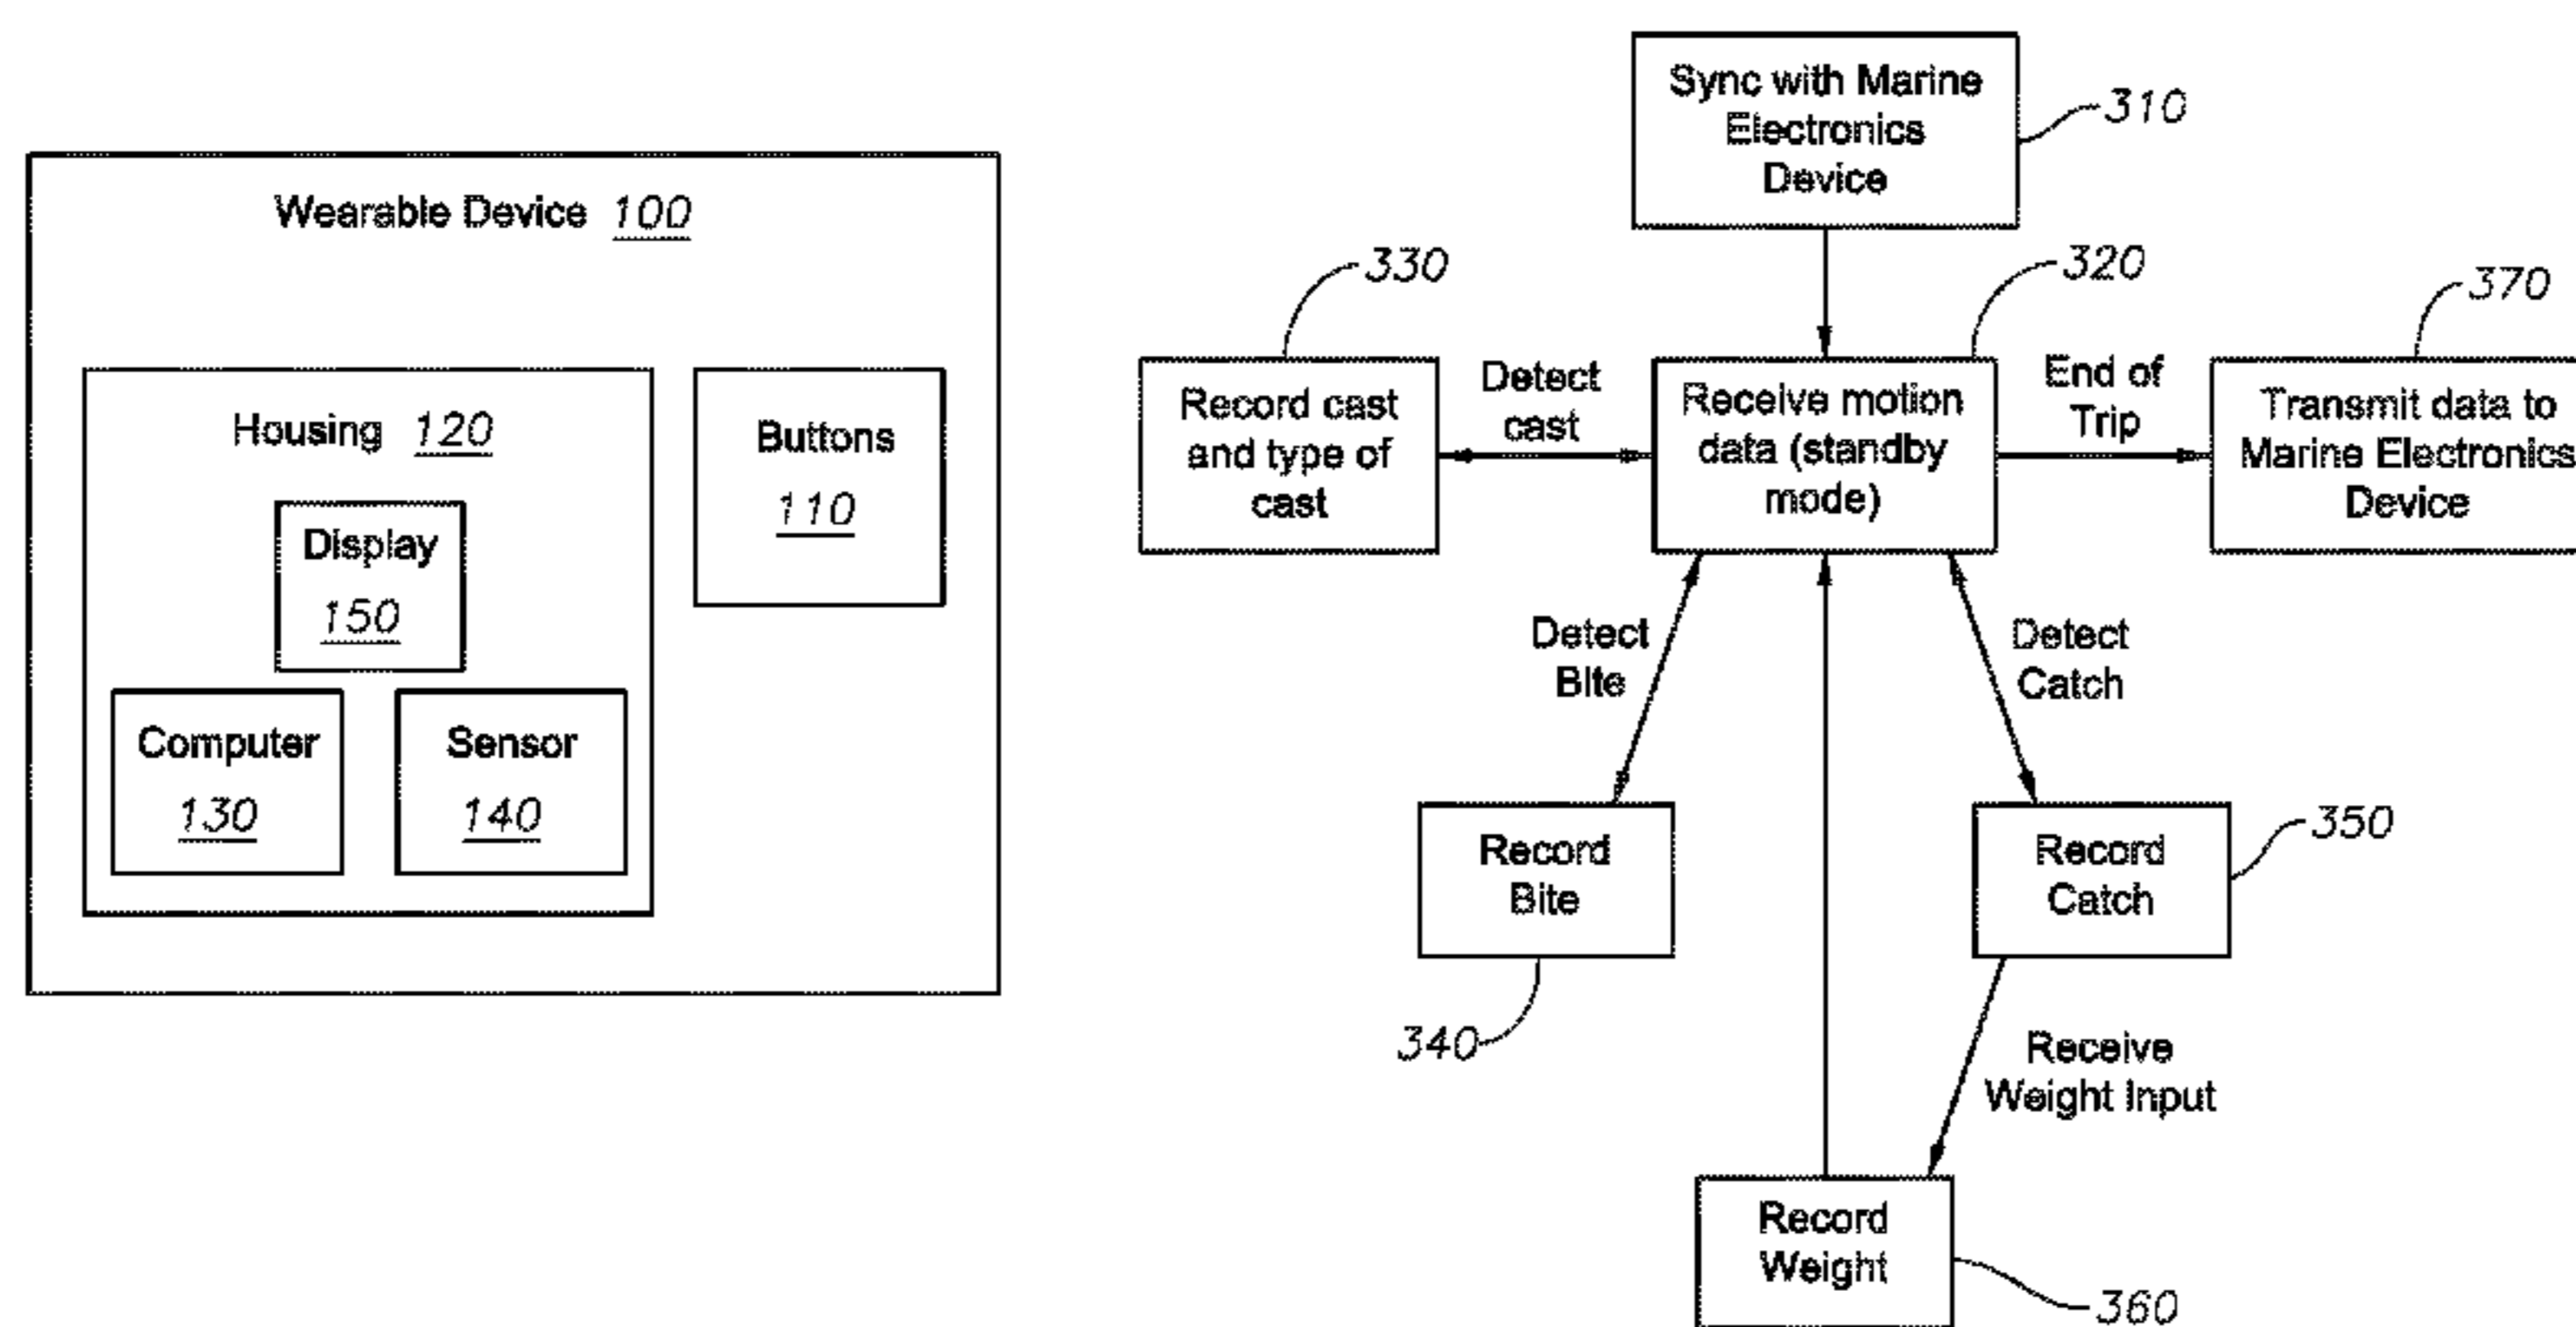 Wearable Device 100
Housing 120
Buttons
110
Display
150
Computer
130
Sensor
140
Sync with Marine
Electronics
Device
310
330
320
370
Record cast
and type of
cast
Detect
cast
Receive motion
data (standby
mode)
End of
Trip
Transmit data to
Marine Electronics
Device
Detect
Bite
Detect
Catch
Record
Bite
340
Record
Catch
350
Receive
Weight Input
Record
Weight
360